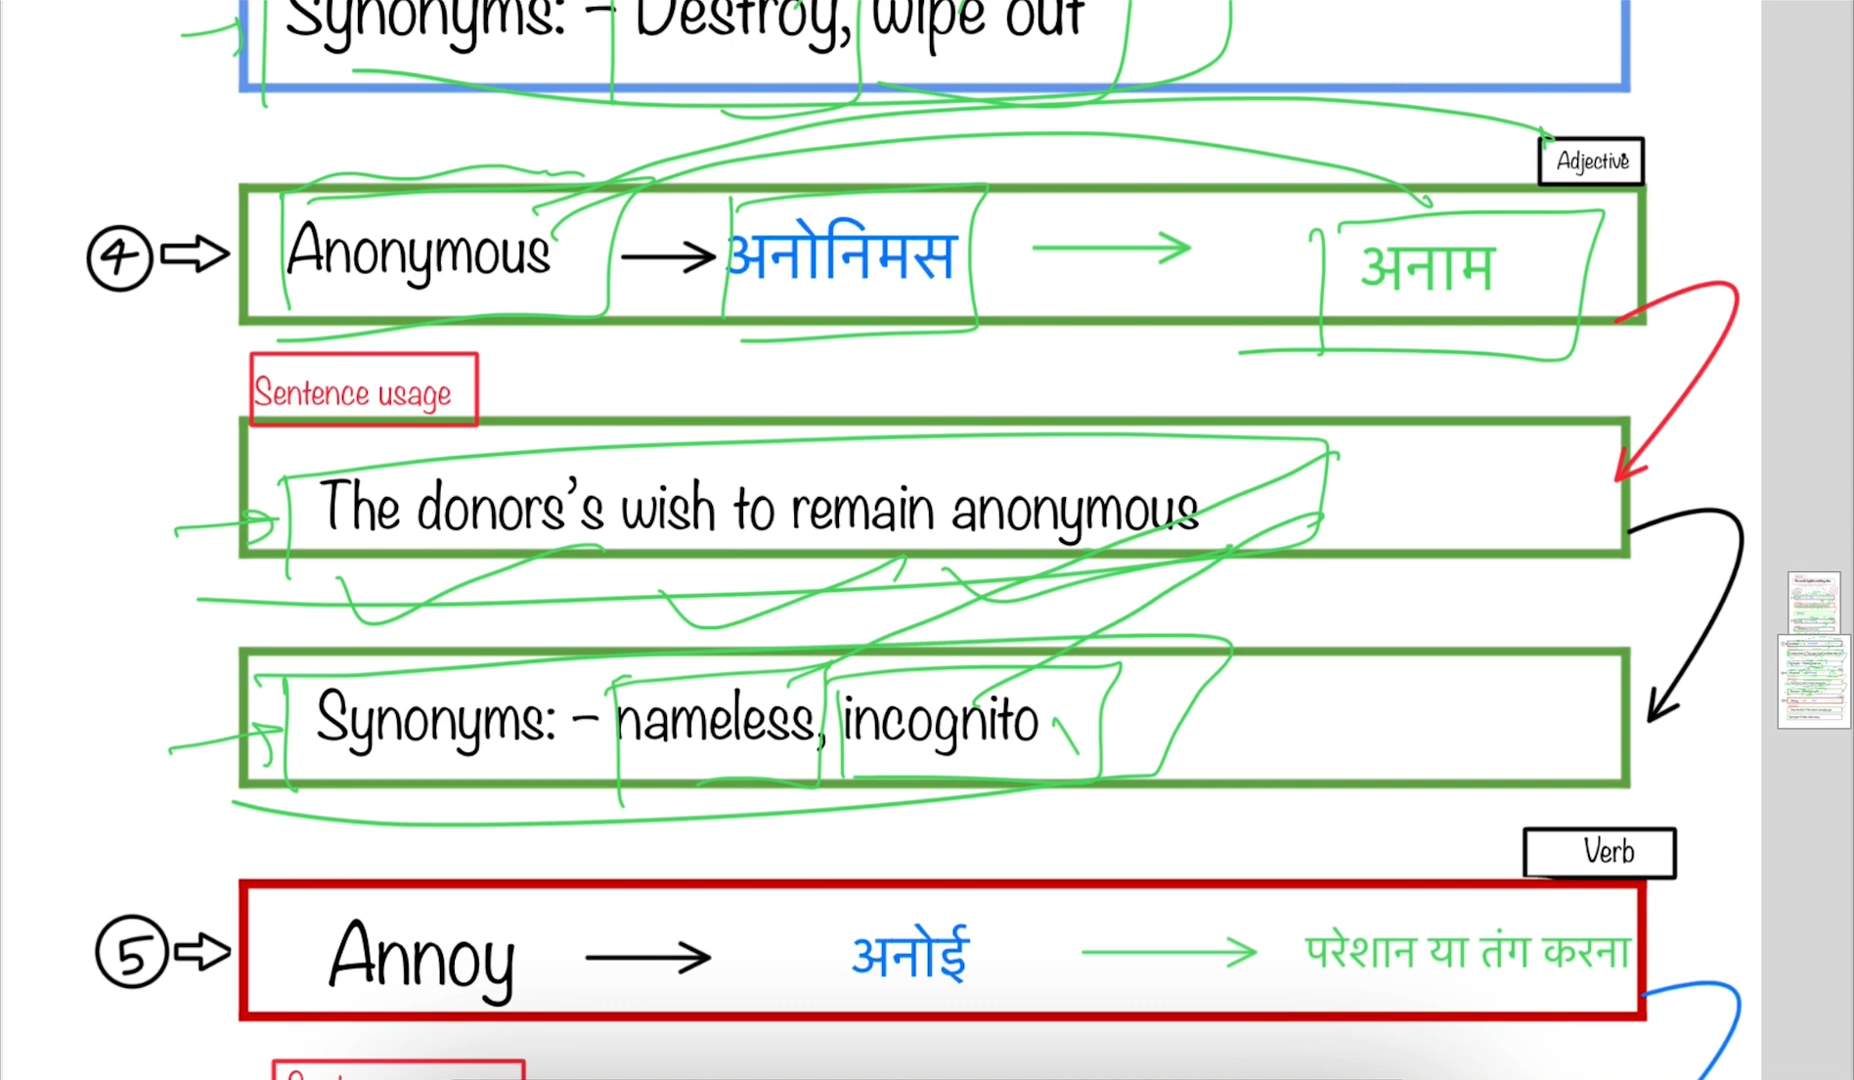 Synonyms: – Destroy, wipe out
Adjective
4 Anonymous अनोनिमस अनाम
Sentence usage
The donors's wish to remain anonymous
Synonyms: – nameless, incognito
Verb
5 Annoy अनोई परेशान या तंग करना